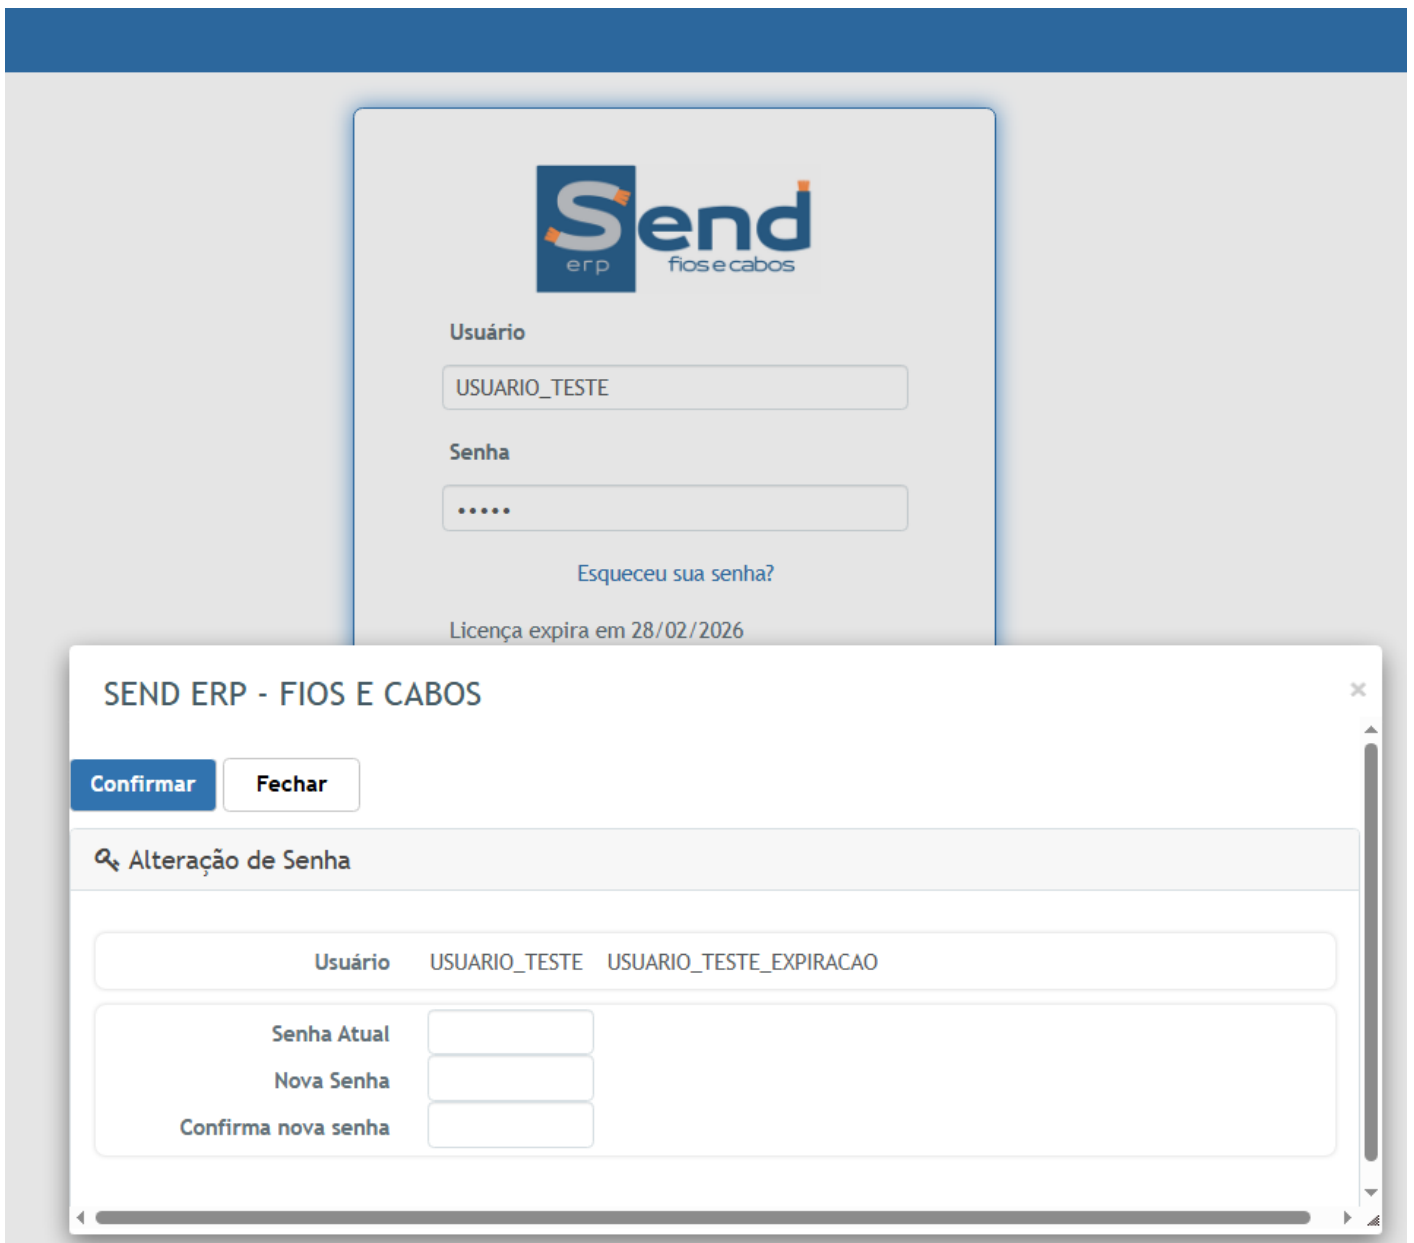 Send
erp
fios e cabos
Usuário
USUARIO_TESTE
Senha
•••••
Esqueceu sua senha?
Licença expira em 28/02/2026
SEND ERP - FIOS E CABOS
×
Confirmar Fechar
Alteração de Senha
Usuário USUARIO_TESTE USUARIO_TESTE_EXPIRACAO
Senha Atual
Nova Senha
Confirma nova senha